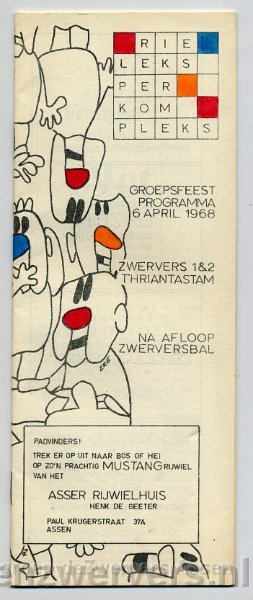 RIE
LEKS
PER
KOM
PLEKS
GROEPSFEEST
PROGRAMMA
6 APRIL 1968
ZWERVERS 1&2
THRIANTASTAM
NA AFLOOP
ZWERVERSBAL
PADVINDERS!
TREK ER OP UIT NAAR BOS OF HEI
OP ZO'N PRACHTIG MUSTANG RIJWIEL
VAN HET
ASSER RIJWIELHUIS
HENK DE GEETER
PAUL KRUGERSTRAAT 37A
ASSEN